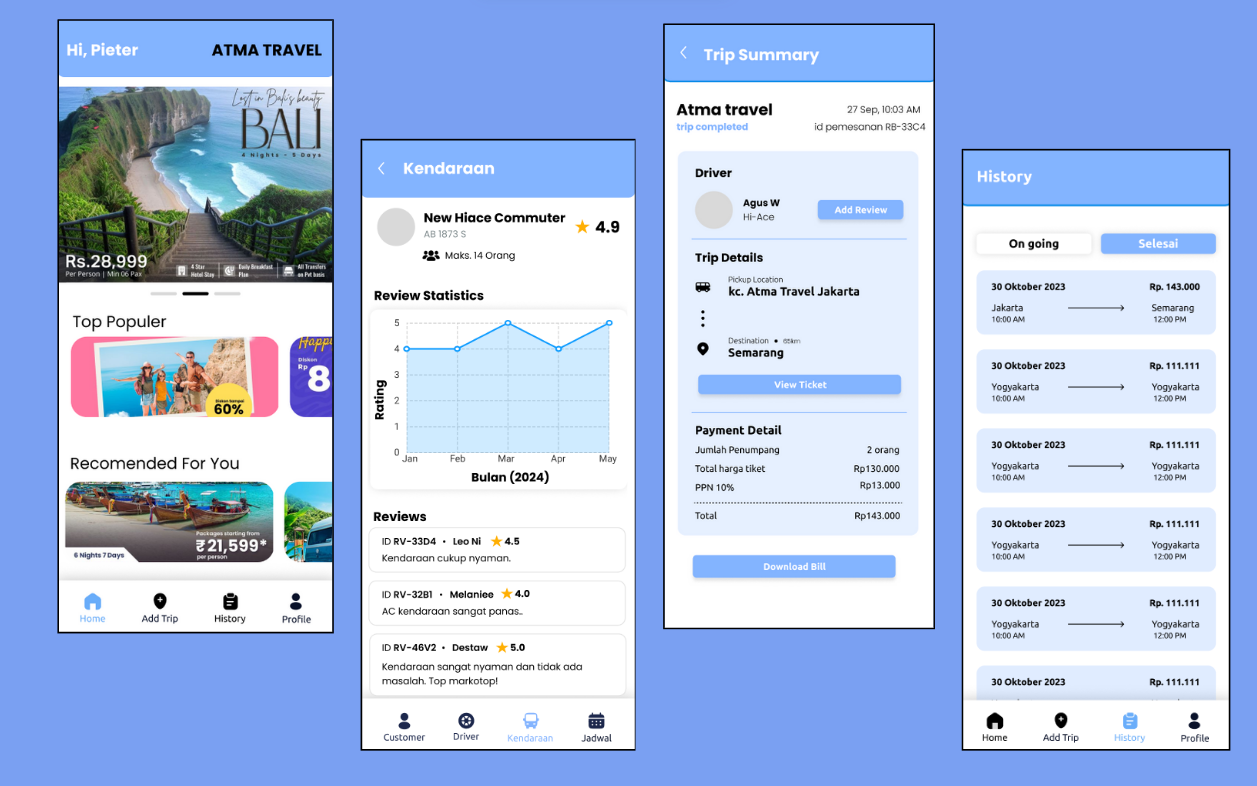 Hi, Pieter
ATMA TRAVEL
Lost in Bali's beauty
BALI
4 Nights - 5 Days
Rs.28,999
Per Person | Min 06 Pax
4 Star
Hotel Stay
Daily Breakfast
Plan
All Transfers
on Pvt basis
Top Populer
Diskon Sampai
60%
Happy
Diskon
Rp
8
Recomended For You
6 Nights 7 Days
Packages starting from
₹21,599*
per person
Home
Add Trip
History
Profile
Kendaraan
New Hiace Commuter
AB 1873 S
4.9
Maks. 14 Orang
Review Statistics
5
4
3
2
1
0
Rating
Jan
Feb
Mar
Apr
May
Bulan (2024)
Reviews
ID RV-33D4 • Leo Ni 4.5
Kendaraan cukup nyaman.
ID RV-32B1 • Melaniee 4.0
AC kendaraan sangat panas..
ID RV-46V2 • Destaw 5.0
Kendaraan sangat nyaman dan tidak ada
masalah. Top markotop!
Customer
Driver
Kendaraan
Jadwal
Trip Summary
Atma travel
27 Sep, 10:03 AM
trip completed
id pemesanan RB-33C4
Driver
Agus W
Hi-Ace
Add Review
Trip Details
Pickup Location
kc. Atma Travel Jakarta
Destination • 65km
Semarang
View Ticket
Payment Detail
Jumlah Penumpang 2 orang
Total harga tiket Rp130.000
PPN 10% Rp13.000
Total Rp143.000
Download Bill
History
On going
Selesai
30 Oktober 2023 Rp. 143.000
Jakarta Semarang
10:00 AM 12:00 PM
30 Oktober 2023 Rp. 111.111
Yogyakarta Yogyakarta
10:00 AM 12:00 PM
30 Oktober 2023 Rp. 111.111
Yogyakarta Yogyakarta
10:00 AM 12:00 PM
30 Oktober 2023 Rp. 111.111
Yogyakarta Yogyakarta
10:00 AM 12:00 PM
30 Oktober 2023 Rp. 111.111
Yogyakarta Yogyakarta
10:00 AM 12:00 PM
30 Oktober 2023 Rp. 111.111
Home
Add Trip
History
Profile